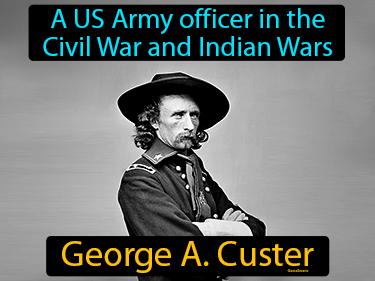 A US Army officer in the
Civil War and Indian Wars
George A. Custer